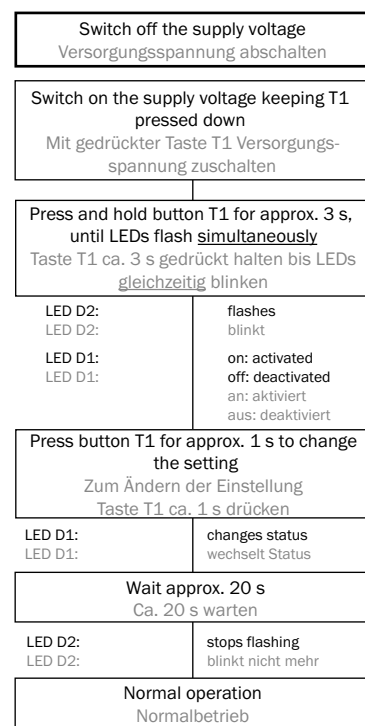 Switch off the supply voltage
Versorgungsspannung abschalten
Switch on the supply voltage keeping T1
pressed down
Mit gedrückter Taste T1 Versorgungs-
spannung zuschalten
Press and hold button T1 for approx. 3 s,
until LEDs flash simultaneously
Taste T1 ca. 3 s gedrückt halten bis LEDs
gleichzeitig blinken
LED D2: flashes
LED D2: blinkt
LED D1: on: activated
LED D1: off: deactivated
an: aktiviert
aus: deaktiviert
Press button T1 for approx. 1 s to change
the setting
Zum Ändern der Einstellung
Taste T1 ca. 1 s drücken
LED D1: changes status
LED D1: wechselt Status
Wait approx. 20 s
Ca. 20 s warten
LED D2: stops flashing
LED D2: blinkt nicht mehr
Normal operation
Normalbetrieb